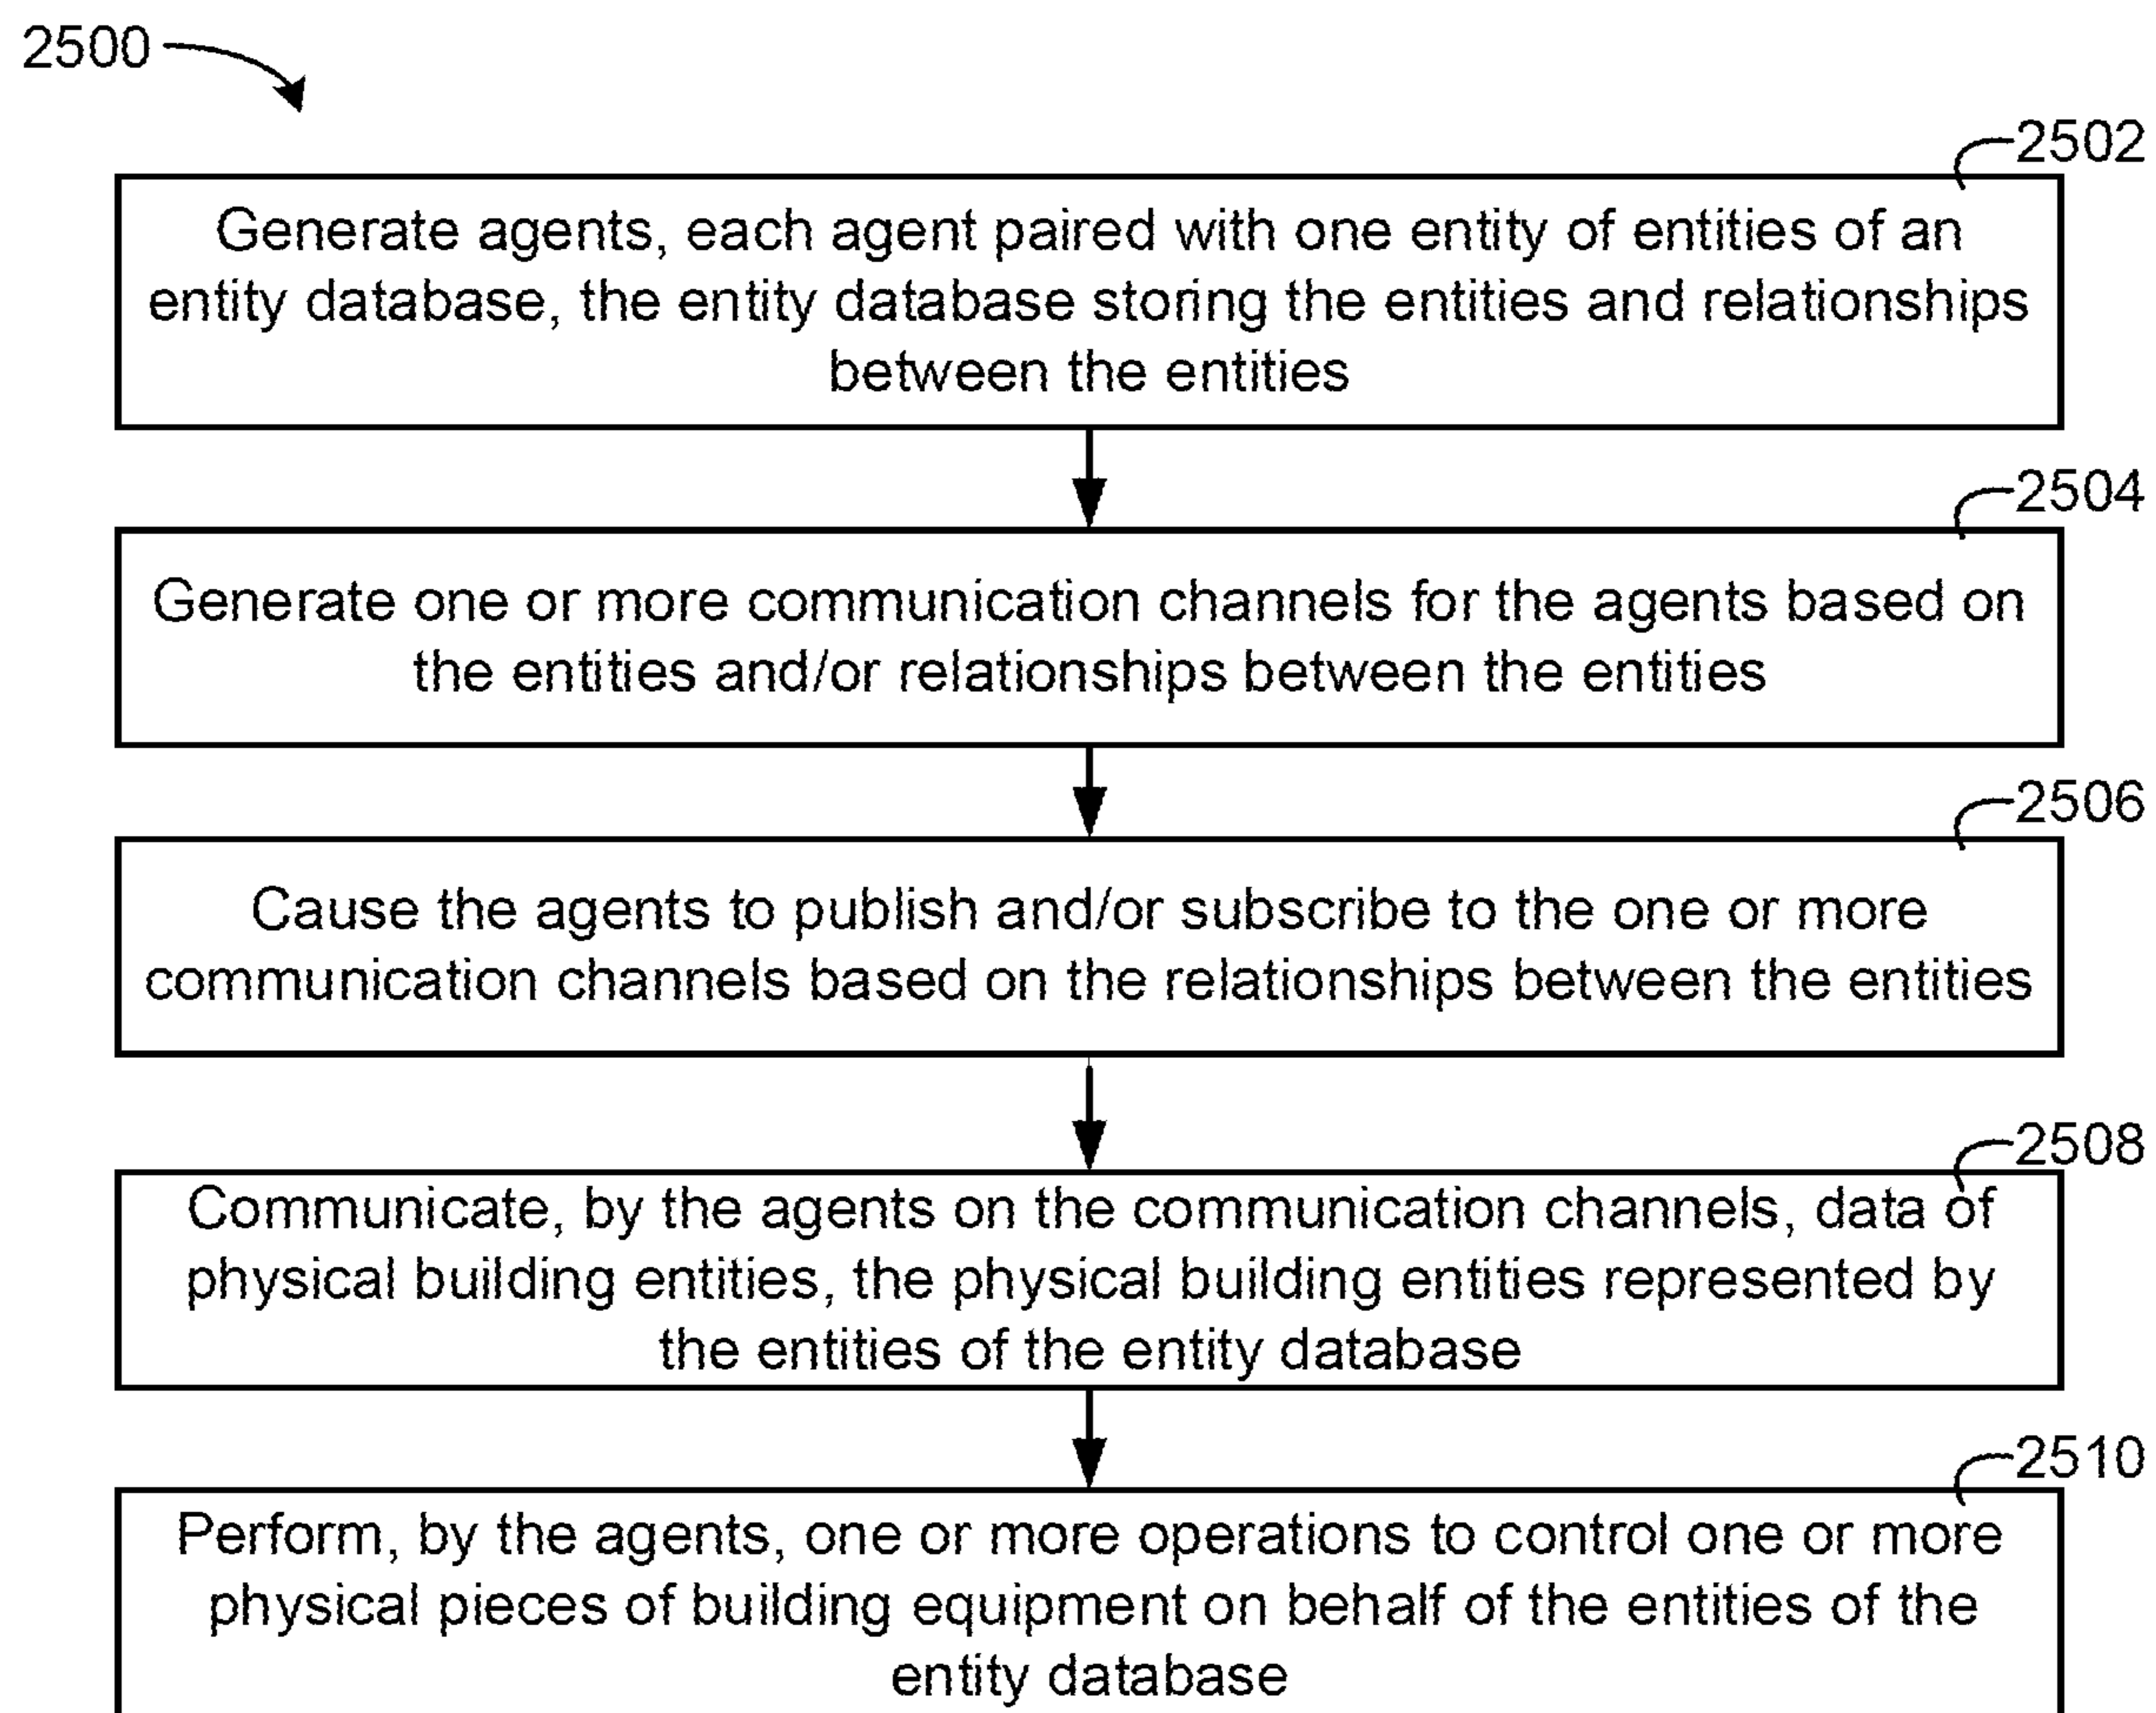 2500
2502
Generate agents, each agent paired with one entity of entities of an
entity database, the entity database storing the entities and relationships
between the entities
2504
Generate one or more communication channels for the agents based on
the entities and/or relationships between the entities
2506
Cause the agents to publish and/or subscribe to the one or more
communication channels based on the relationships between the entities
2508
Communicate, by the agents on the communication channels, data of
physical building entities, the physical building entities represented by
the entities of the entity database
2510
Perform, by the agents, one or more operations to control one or more
physical pieces of building equipment on behalf of the entities of the
entity database